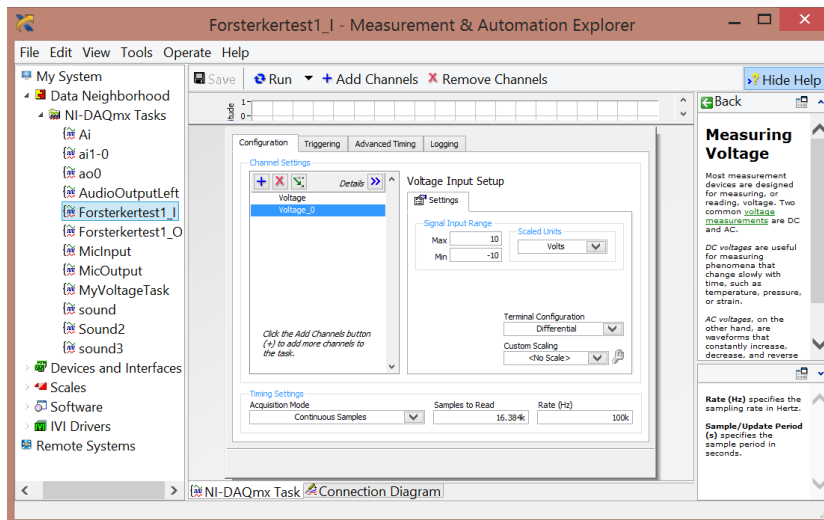 Forsterkertest1_I - Measurement & Automation Explorer
File Edit View Tools Operate Help
My System
Data Neighborhood
NI-DAQmx Tasks
Ai
ai1-0
ao0
AudioOutputLeft
Forsterkertest1_I
Forsterkertest1_O
MicInput
MicOutput
MyVoltageTask
sound
Sound2
sound3
Devices and Interfaces
Scales
Software
IVI Drivers
Remote Systems
Save Run Add Channels Remove Channels Hide Help
1-
0-
Configuration Triggering Advanced Timing Logging
Channel Settings
Details
Voltage
Voltage_0
Click the Add Channels button
(+) to add more channels to
the task.
Voltage Input Setup
Settings
Signal Input Range
Max 10
Min -10
Scaled Units
Volts
Terminal Configuration
Differential
Custom Scaling
<No Scale>
Timing Settings
Acquisition Mode Samples to Read Rate (Hz)
Continuous Samples 16.384k 100k
NI-DAQmx Task Connection Diagram
Back
Measuring
Voltage
Most measurement
devices are designed
for measuring, or
reading, voltage. Two
common voltage
measurements are DC
and AC.
DC voltages are useful
for measuring
phenomena that
change slowly with
time, such as
temperature, pressure,
or strain.
AC voltages, on the
other hand, are
waveforms that
constantly increase,
decrease, and reverse
Rate (Hz) specifies the
sampling rate in Hertz.
Sample/Update Period
(s) specifies the
sample period in
seconds.